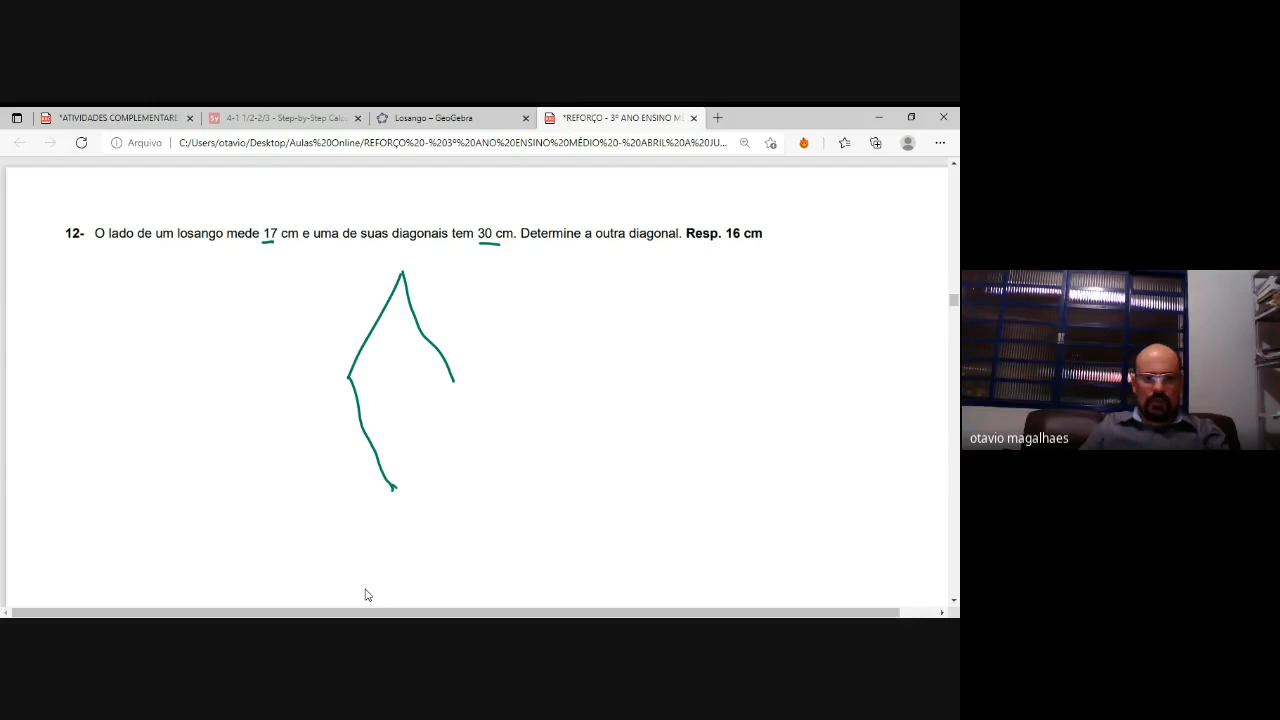 *ATIVIDADES COMPLEMENTARE
4-1 1/2-2/3 - Step-by-Step Calcu
Losango – GeoGebra
*REFORÇO - 3º ANO ENSINO MÉ
Arquivo
C:/Users/otavio/Desktop/Aulas%20Online/REFORÇO%20-%203º%20ANO%20ENSINO%20MÉDIO%20-%20ABRIL%20A%20JU...
12- O lado de um losango mede 17 cm e uma de suas diagonais tem 30 cm. Determine a outra diagonal. Resp. 16 cm
otavio magalhaes